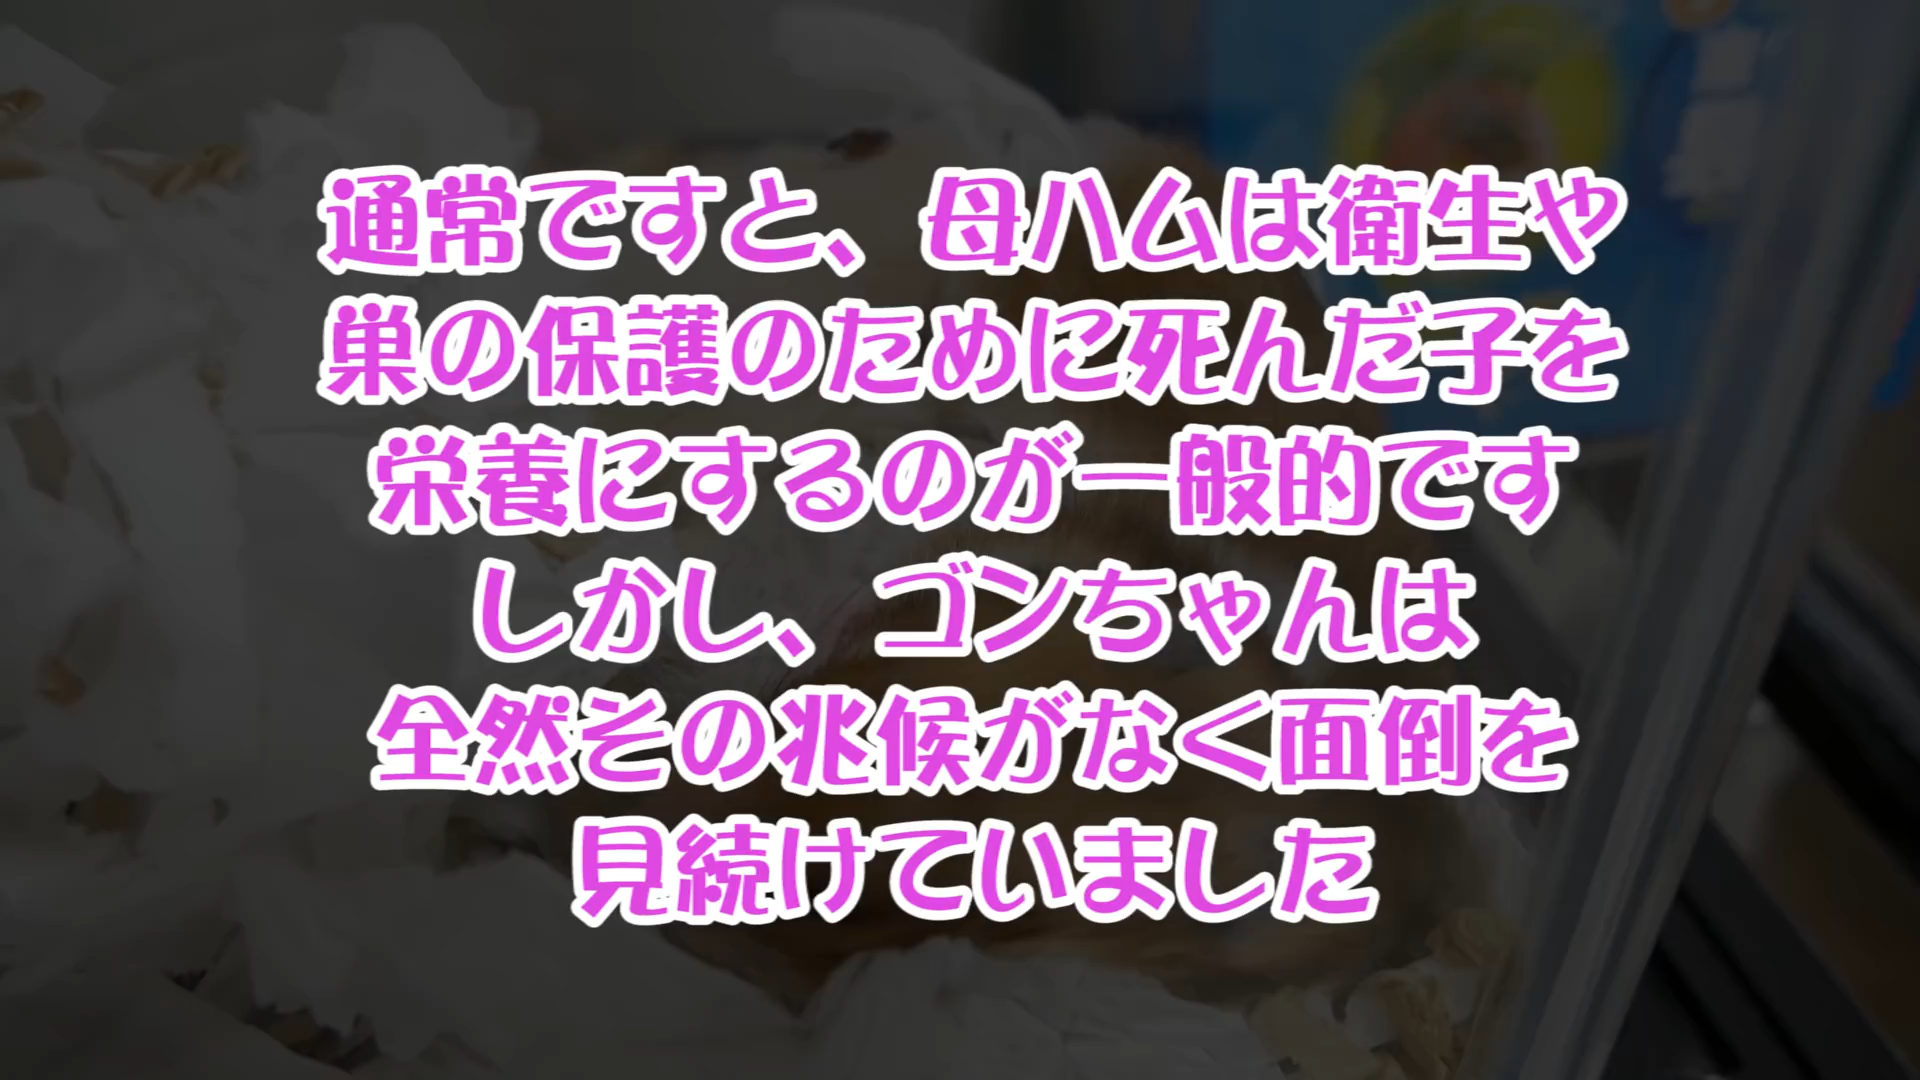 通常ですと、母ハムは衛生や
巣の保護のために死んだ子を
栄養にするのが一般的です
しかし、ゴンちゃんは
全然その兆候がなく面倒を
見続けていました